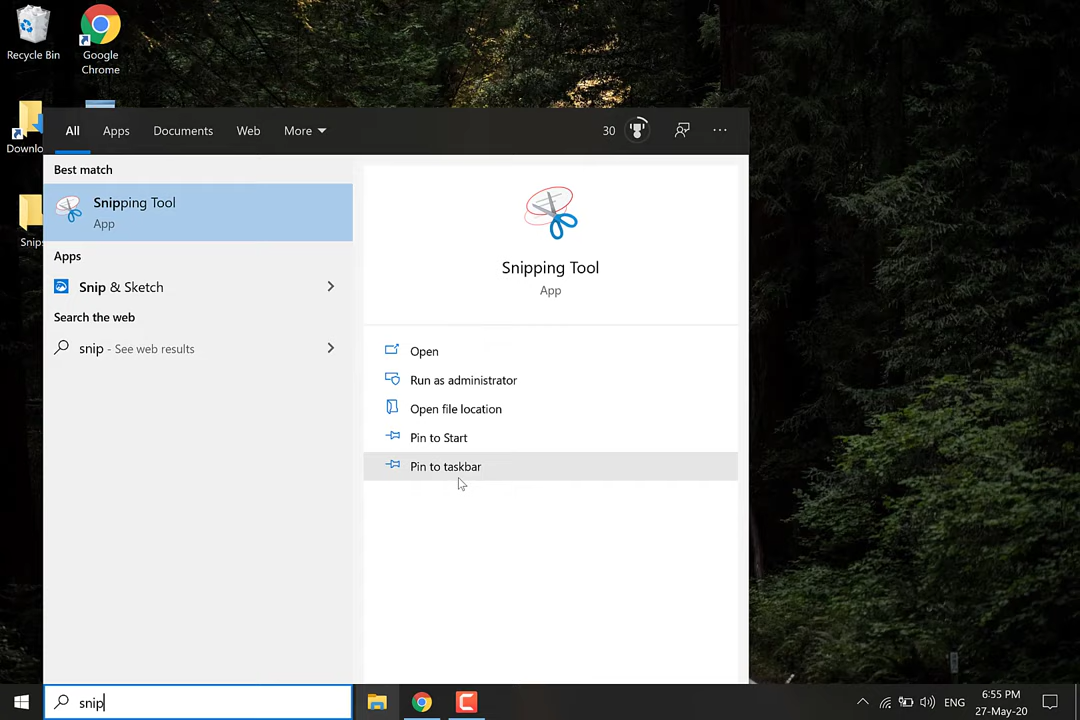 Recycle Bin
Google
Chrome
Downlo
Snips
All
Apps
Documents
Web
More
30
Best match
Snipping Tool
App
Apps
Snip & Sketch
Search the web
snip - See web results
Snipping Tool
App
Open
Run as administrator
Open file location
Pin to Start
Pin to taskbar
snip
ENG
6:55 PM
27-May-20